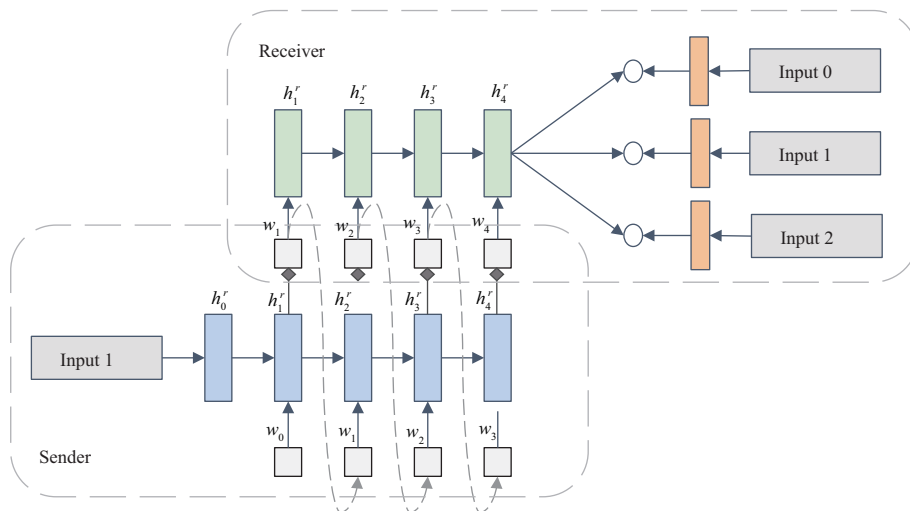 Receiver
h_1^r h_2^r h_3^r h_4^r
Input 0
Input 1
Input 2
w_1 w_2 w_3 w_4
h_0^r h_1^r h_2^r h_3^r h_4^r
Input 1
w_0 w_1 w_2 w_3
Sender